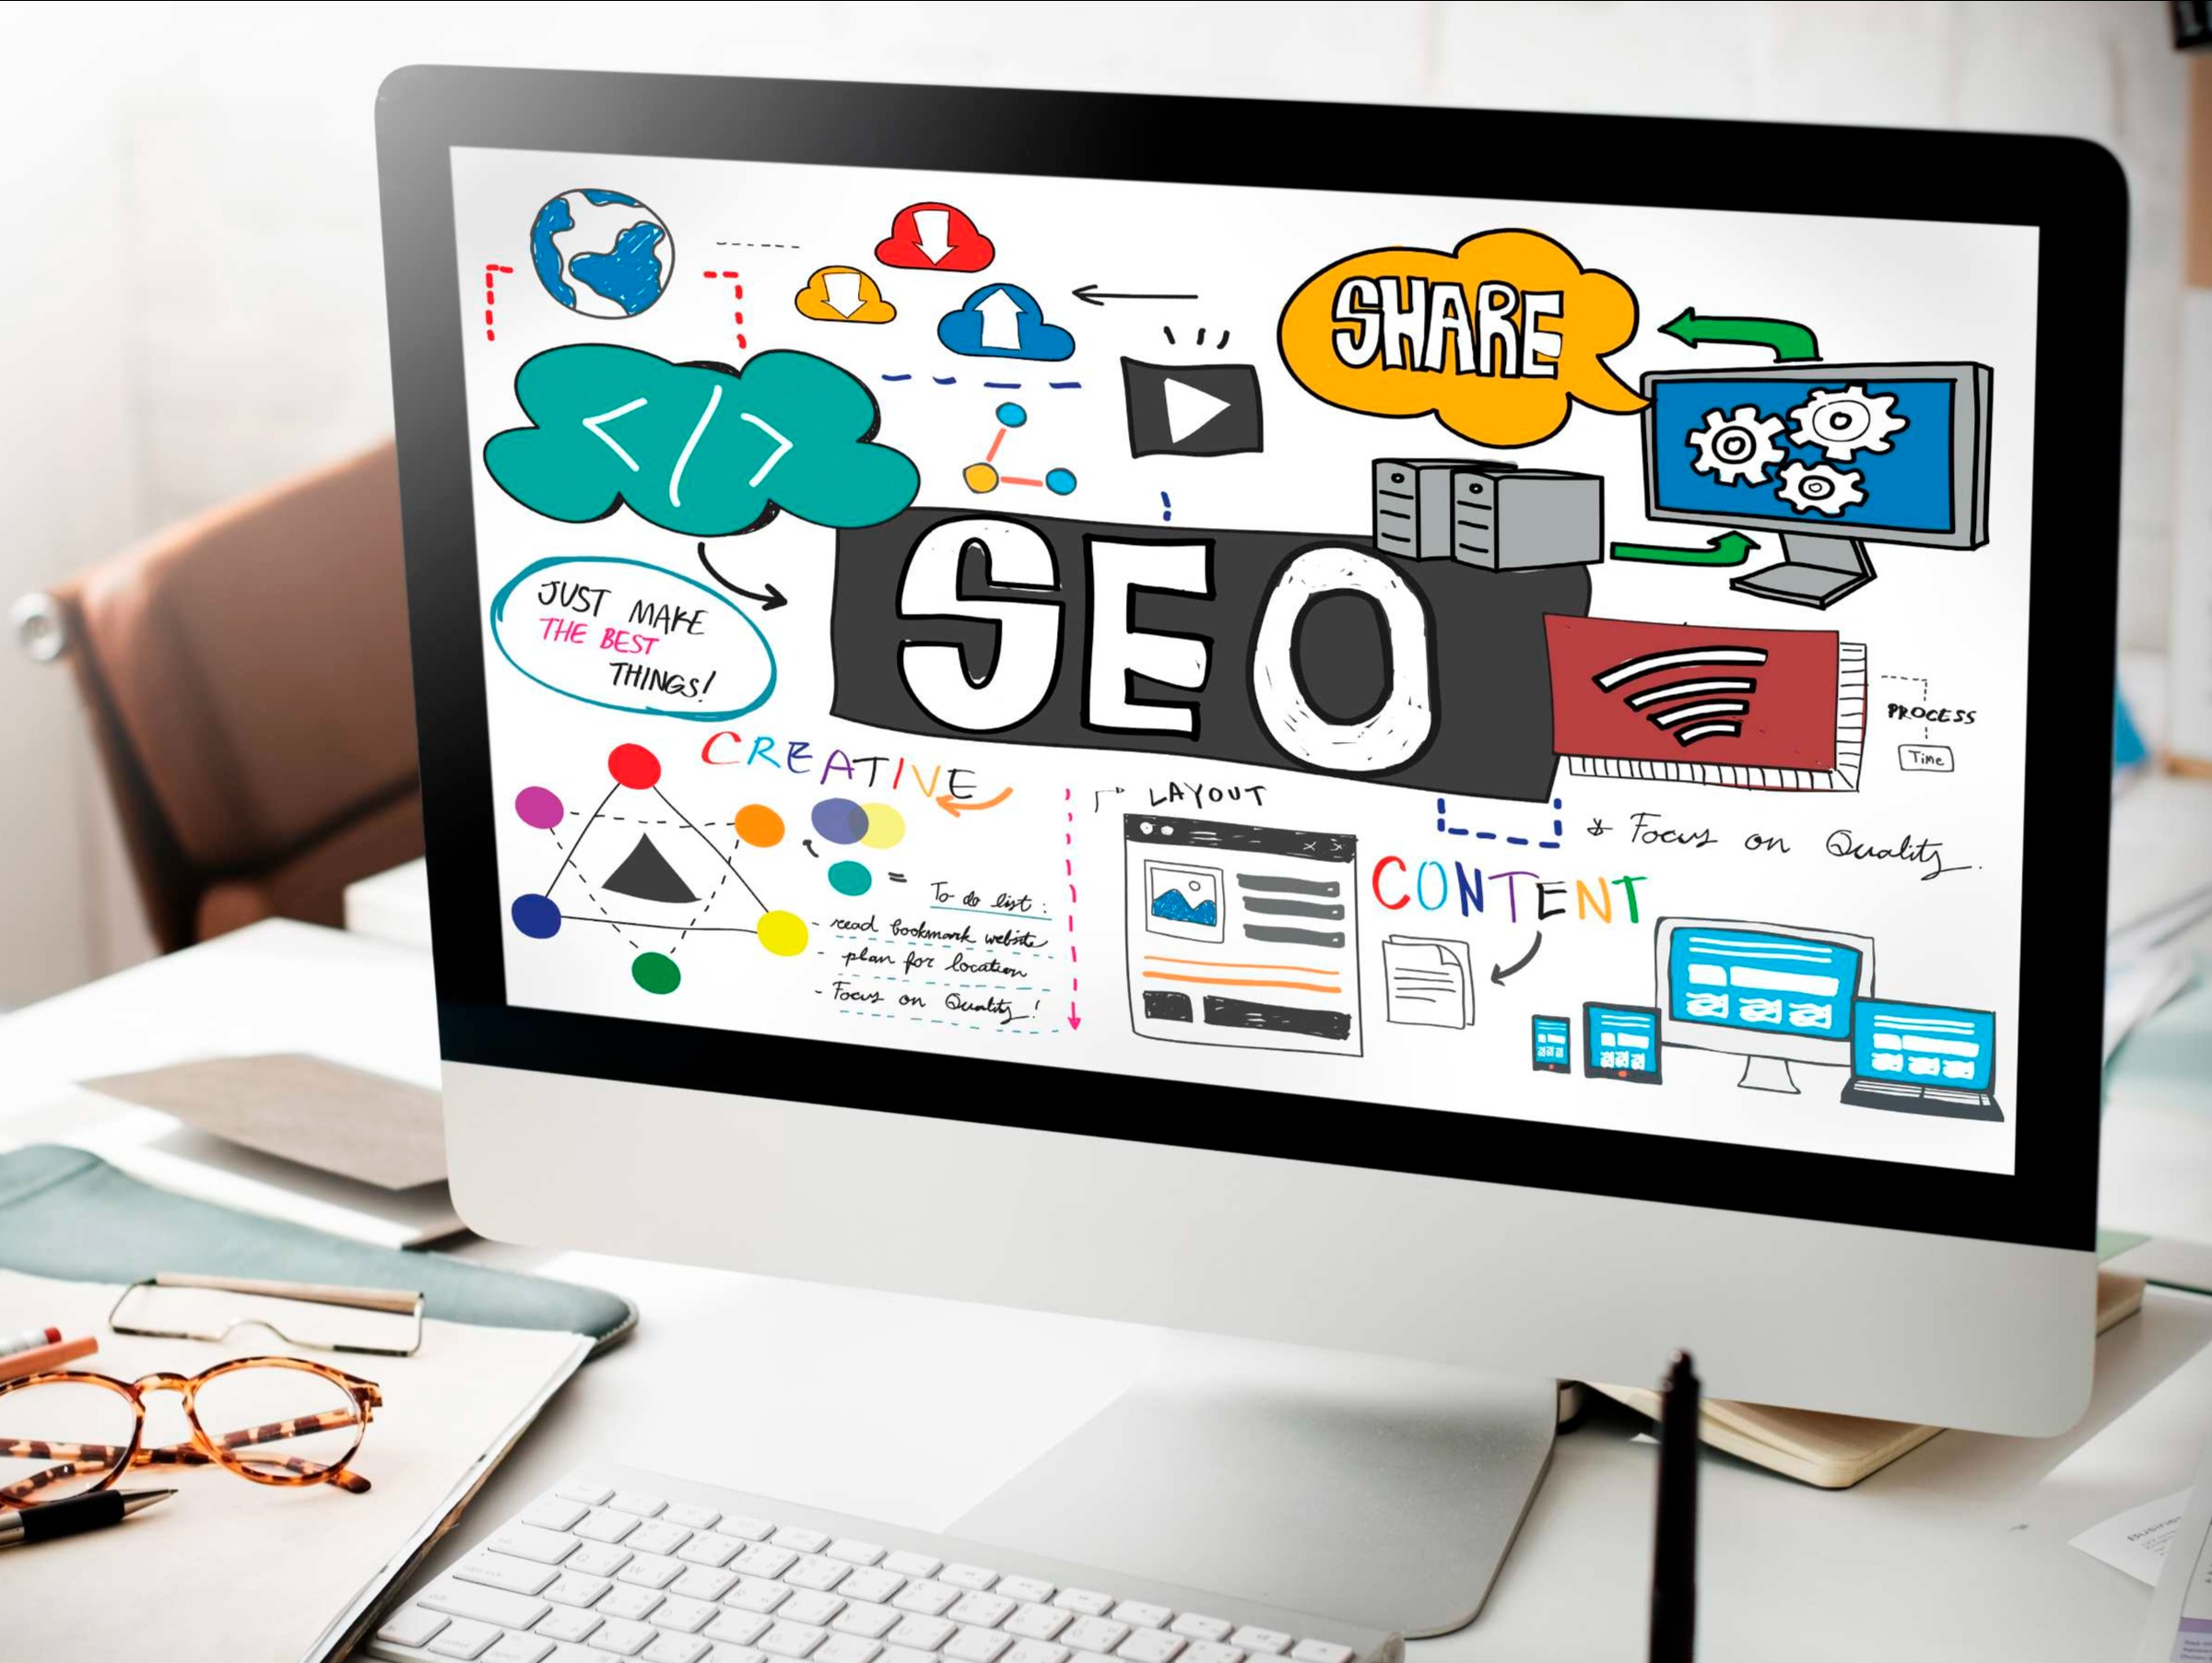 SHARE
</>
SEO
JUST MAKE
THE BEST
THINGS!
PROCESS
Time
CREATIVE
LAYOUT
* Focus on Quality.
CONTENT
=
To do list :
- read bookmark website
- plan for location
- Focus on Quality!